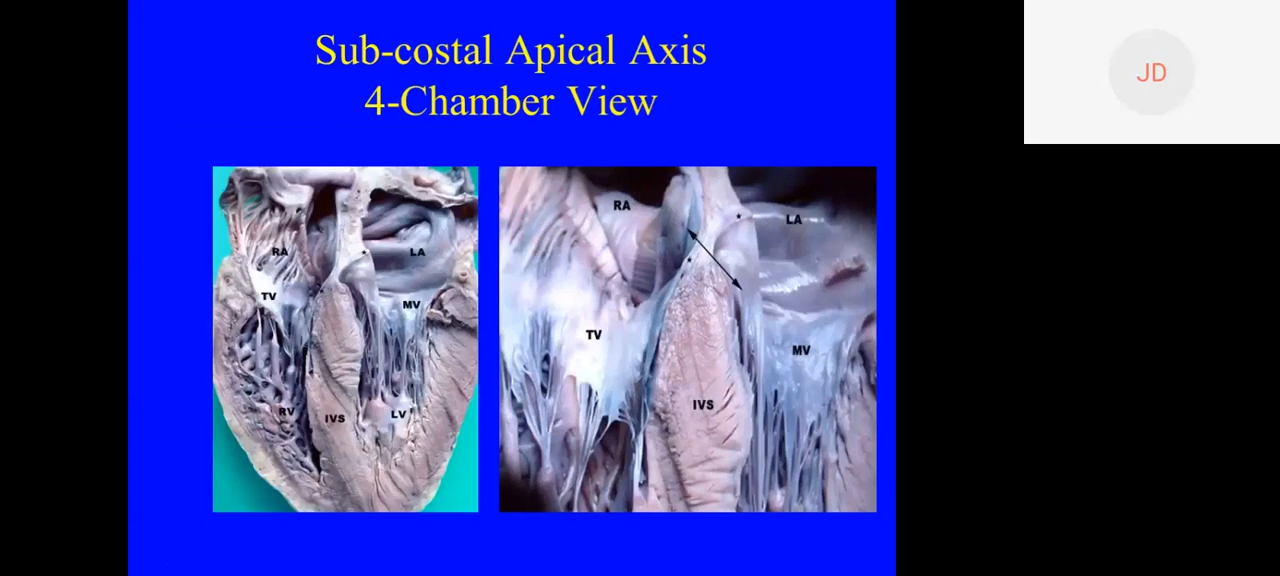 Sub-costal Apical Axis
4-Chamber View
JD
RA
LA
TV
MV
RV
IVS
LV
RA
LA
TV
MV
IVS